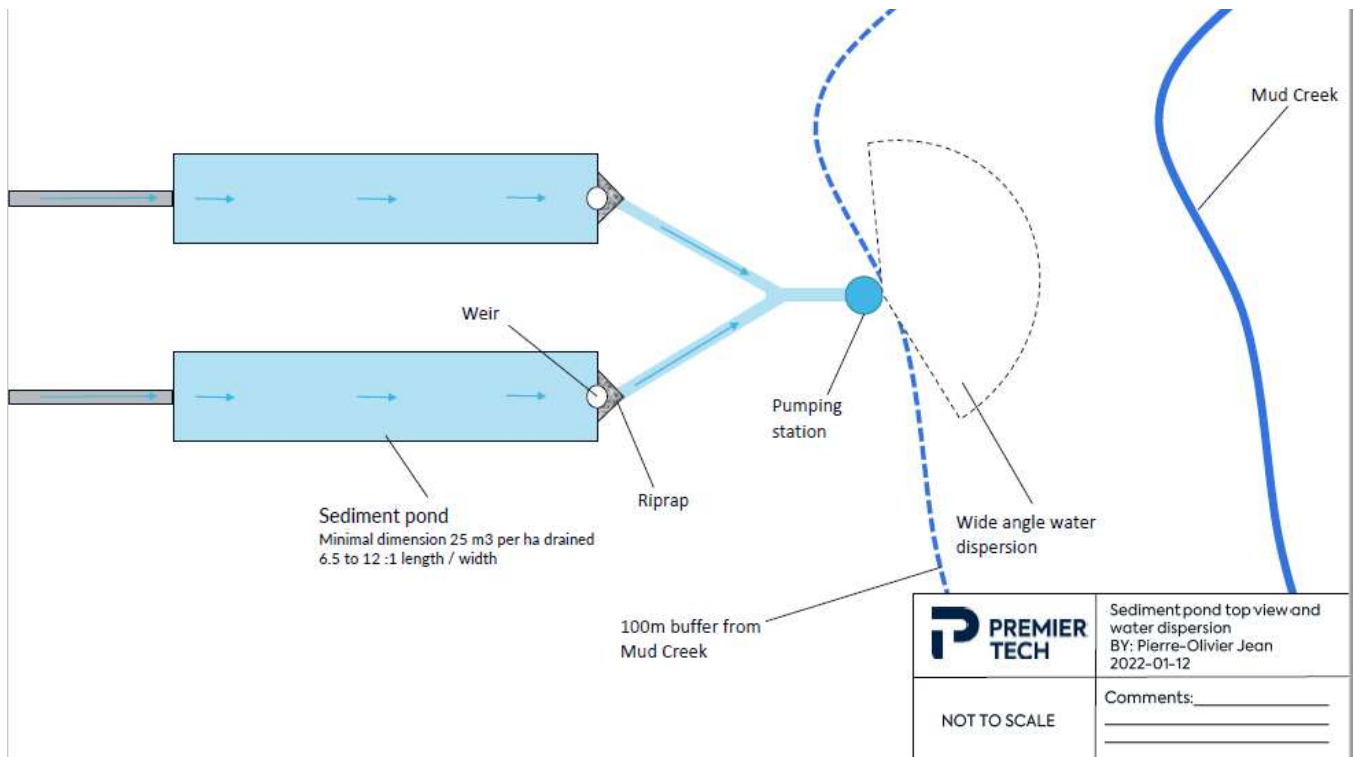 Mud Creek
Weir
Pumping
station
Riprap
Sediment pond
Minimal dimension 25 m3 per ha drained
6.5 to 12 :1 length / width
Wide angle water
dispersion
100m buffer from
Mud Creek
PREMIER
TECH
Sediment pond top view and
water dispersion
BY: Pierre-Olivier Jean
2022-01-12
NOT TO SCALE
Comments: